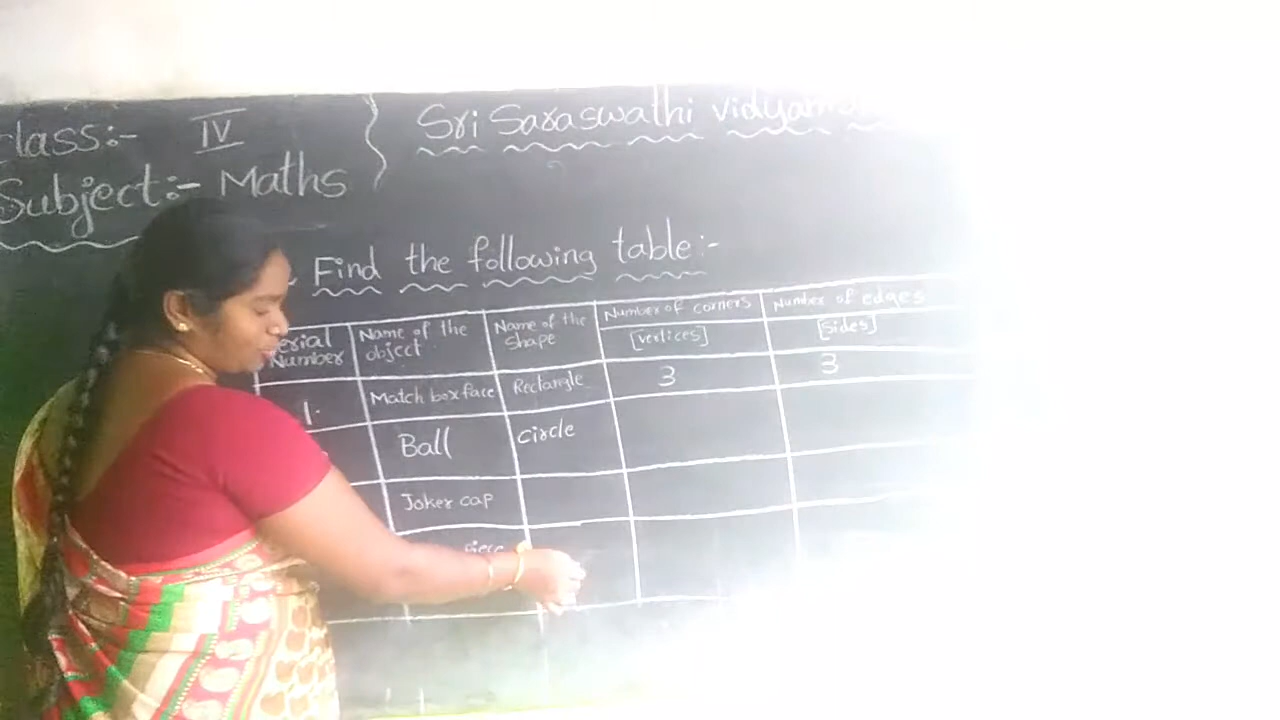 Class:- IV
Sri Saraswathi
Subject:- Maths
Find the following table:-
Serial Number
Name of the object
Name of the shape
Number of corners [vertices]
Number of edges [sides]
1. Match box face Rectangle 3 3
Ball circle
Joker cap
piece